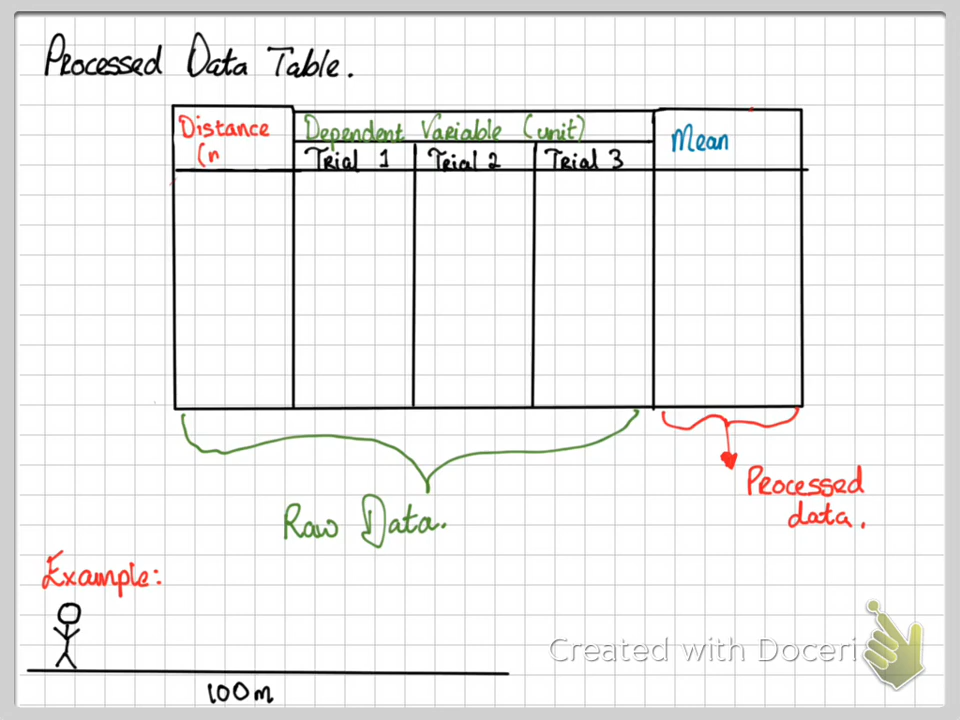 Processed Data Table.
Distance
(m
Dependent Variable (unit)
Mean
Trial 1
Trial 2
Trial 3
Raw Data.
Processed
data.
Example:
100m
Created with Doceri